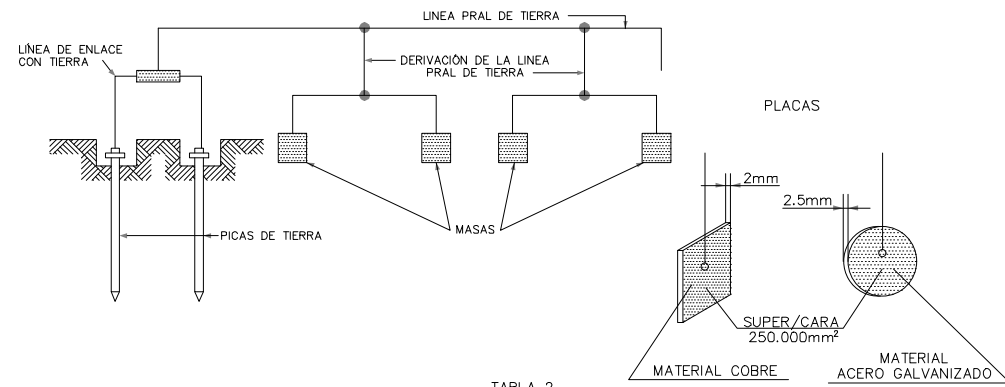 LINEA PRAL DE TIERRA
LÍNEA DE ENLACE
CON TIERRA
DERIVACIÓN DE LA LINEA
PRAL DE TIERRA
MASAS
PICAS DE TIERRA
PLACAS
2mm
2.5mm
SUPER/CARA
250.000mm²
MATERIAL COBRE
MATERIAL
ACERO GALVANIZADO
TABLA 2